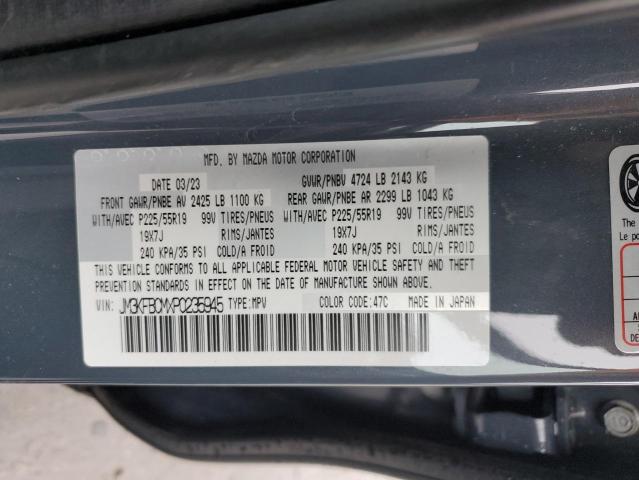 MFD. BY MAZDA MOTOR CORPORATION
DATE 03/23 GVWR/PNBV 4724 LB 2143 KG
FRONT GAWR/PNBE AV 2425 LB 1100 KG REAR GAWR/PNBE AR 2299 LB 1043 KG
WITH/AVEC P225/55R19 99V TIRES/PNEUS WITH/AVEC P225/55R19 99V TIRES/PNEUS
19X7J RIMS/JANTES 19X7J RIMS/JANTES
240 KPA/35 PSI COLD/A FROID 240 KPA/35 PSI COLD/A FROID
THIS VEHICLE CONFORMS TO ALL APPLICABLE FEDERAL MOTOR VEHICLE SAFETY AND THEFT
PREVENTION STANDARDS IN EFFECT ON THE DATE OF MANUFACTURE SHOWN ABOVE.
VIN: JM3KFBCMXP0235945 TYPE:MPV COLOR CODE:47C MADE IN JAPAN
The
Le po